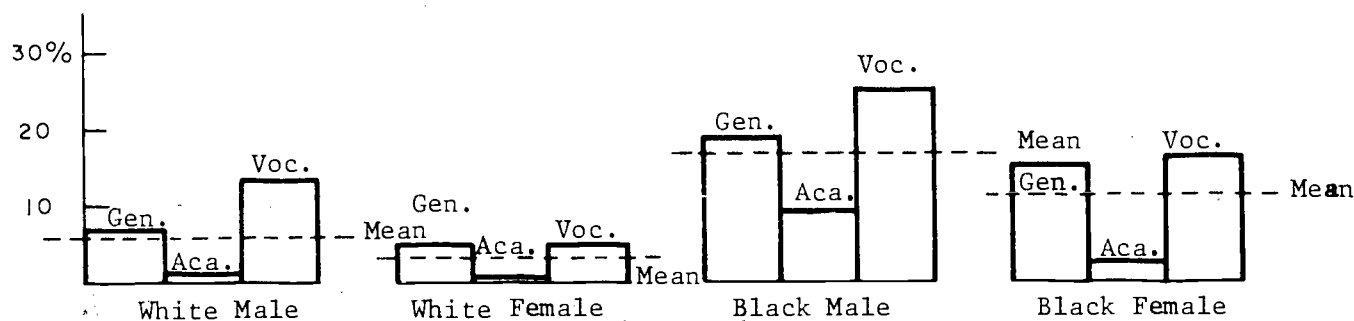 30%
20
10
Gen.
Aca.
Voc.
Mean
White Male
Gen.
Aca.
Voc.
Mean
White Female
Gen.
Aca.
Voc.
Mean
Black Male
Gen.
Aca.
Voc.
Mean
Black Female